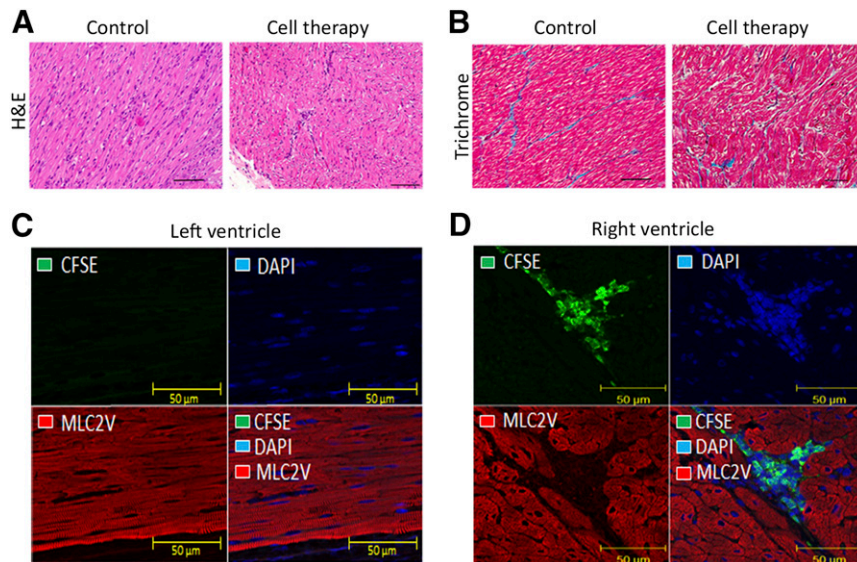 A
Control
Cell therapy
H&E
B
Control
Cell therapy
Trichrome
C
Left ventricle
CFSE
50 µm
DAPI
50 µm
MLC2V
50 µm
CFSE
DAPI
MLC2V
50 µm
D
Right ventricle
CFSE
50 µm
DAPI
50 µm
MLC2V
50 µm
CFSE
DAPI
MLC2V
50 µm